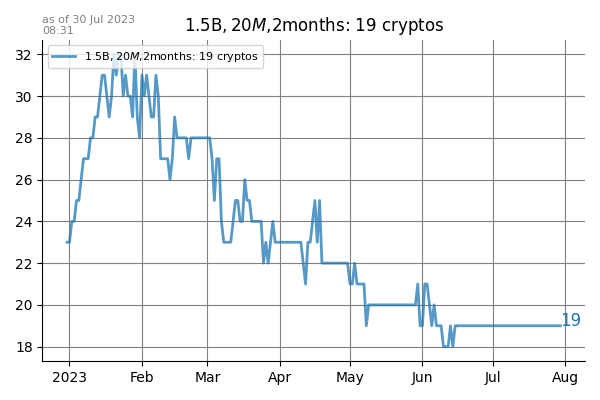 as of 30 Jul 2023
08:31
1.5B, 20M,2months: 19 cryptos
1.5B, 20M,2months: 19 cryptos
32
30
28
26
24
22
20
18
19
2023 Feb Mar Apr May Jun Jul Aug